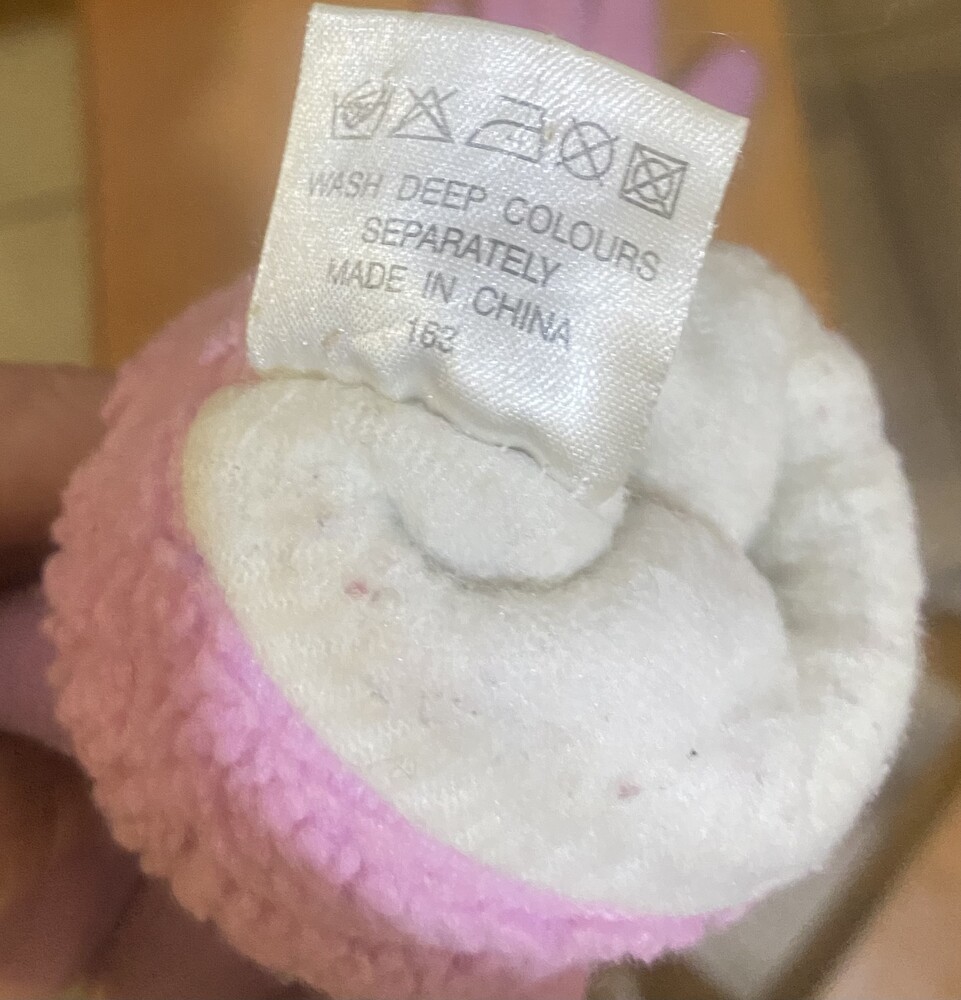 WASH DEEP COLOURS
SEPARATELY
MADE IN CHINA
163